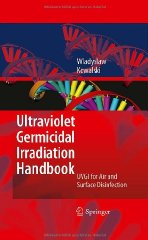 Wladyslaw
Kowalski
Ultraviolet
Germicidal
Irradiation
Handbook
UVGI for Air and
Surface Disinfection
Springer